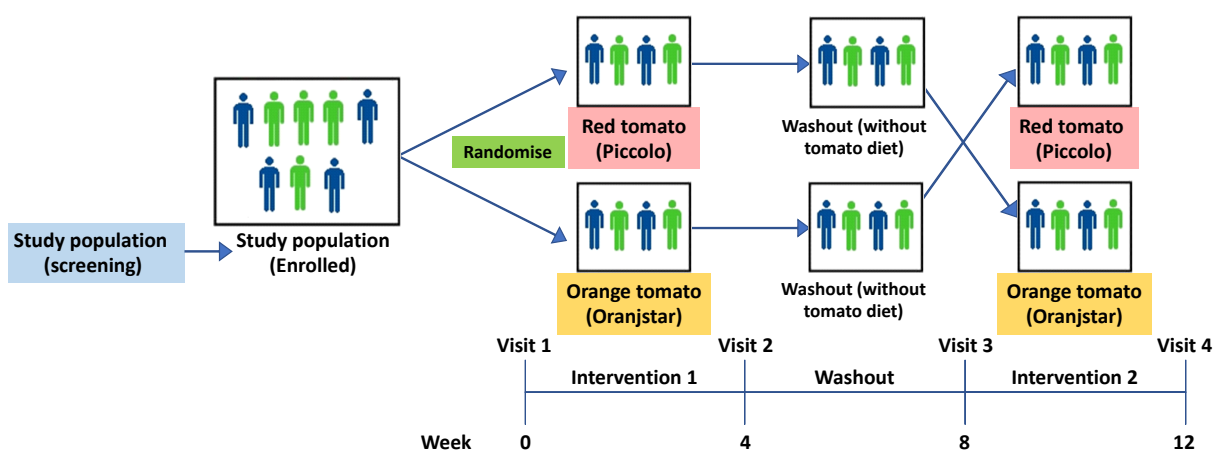 Study population
(screening)
Study population
(Enrolled)
Randomise
Red tomato
(Piccolo)
Orange tomato
(Oranjstar)
Washout (without
tomato diet)
Washout (without
tomato diet)
Red tomato
(Piccolo)
Orange tomato
(Oranjstar)
Visit 1
Visit 2
Visit 3
Visit 4
Intervention 1
Washout
Intervention 2
Week
0
4
8
12